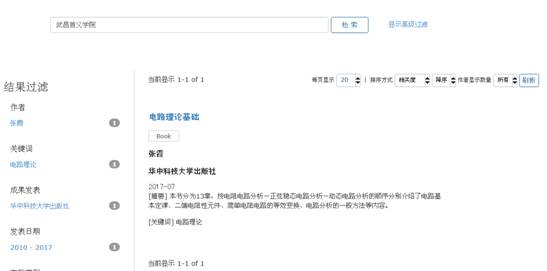 武昌首义学院
检 索
显示高级过滤
结果过滤
作者
张霞
1
关键词
电路理论
1
成果发表
华中科技大学出版社
1
发表日期
2010 - 2017
1
当前显示 1-1 of 1
每页显示 20 | 排序方式 相关度 降序 作者显示数量 所有 刷新
电路理论基础
Book
张霞
华中科技大学出版社
2017-07
[摘要] 本书分为13章。按电阻电路分析—正弦稳态电路分析—动态电路分析的顺序分别介绍了电路基
本定律、二端电阻性元件、简单电阻电路的等效变换、电路分析的一般方法等内容。
[关键词] 电路理论
当前显示 1-1 of 1